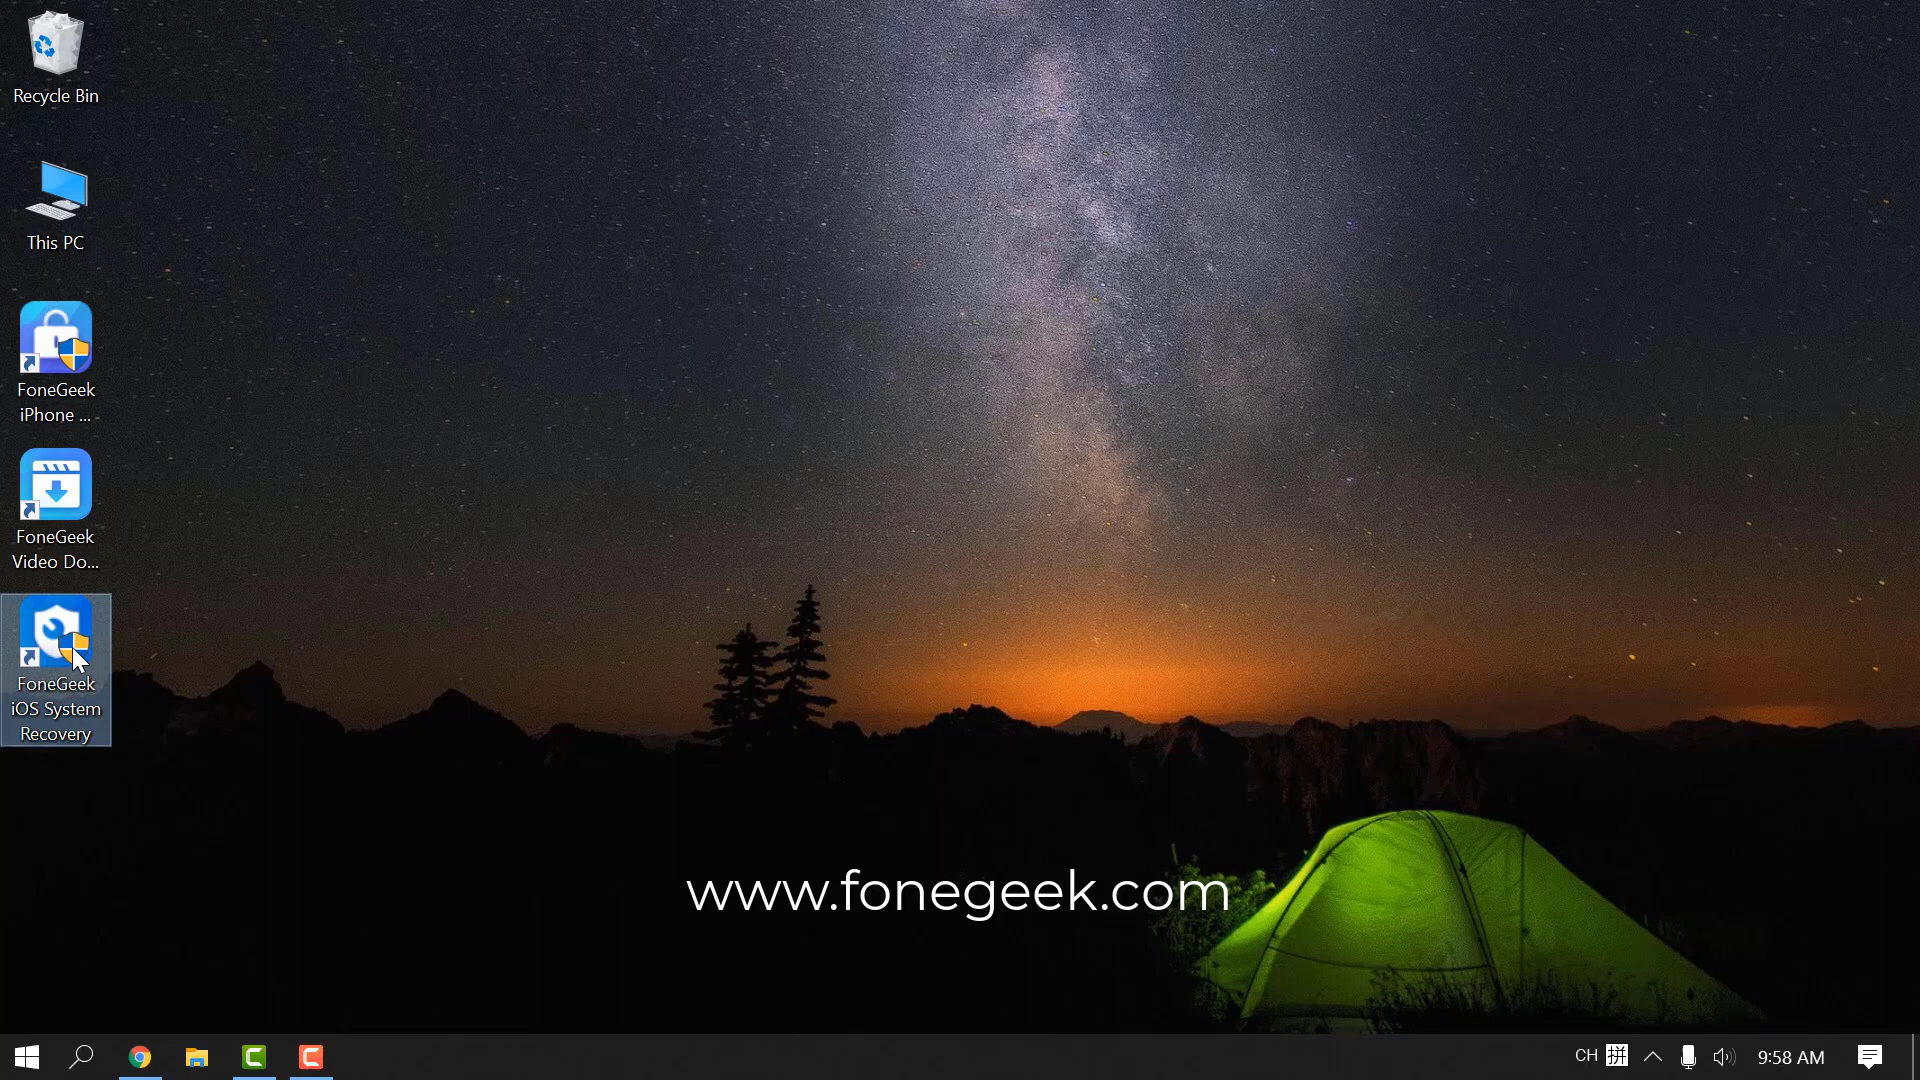 Recycle Bin
This PC
FoneGeek
iPhone ...
FoneGeek
Video Do...
FoneGeek
iOS System
Recovery
www.fonegeek.com
CH 拼
9:58 AM